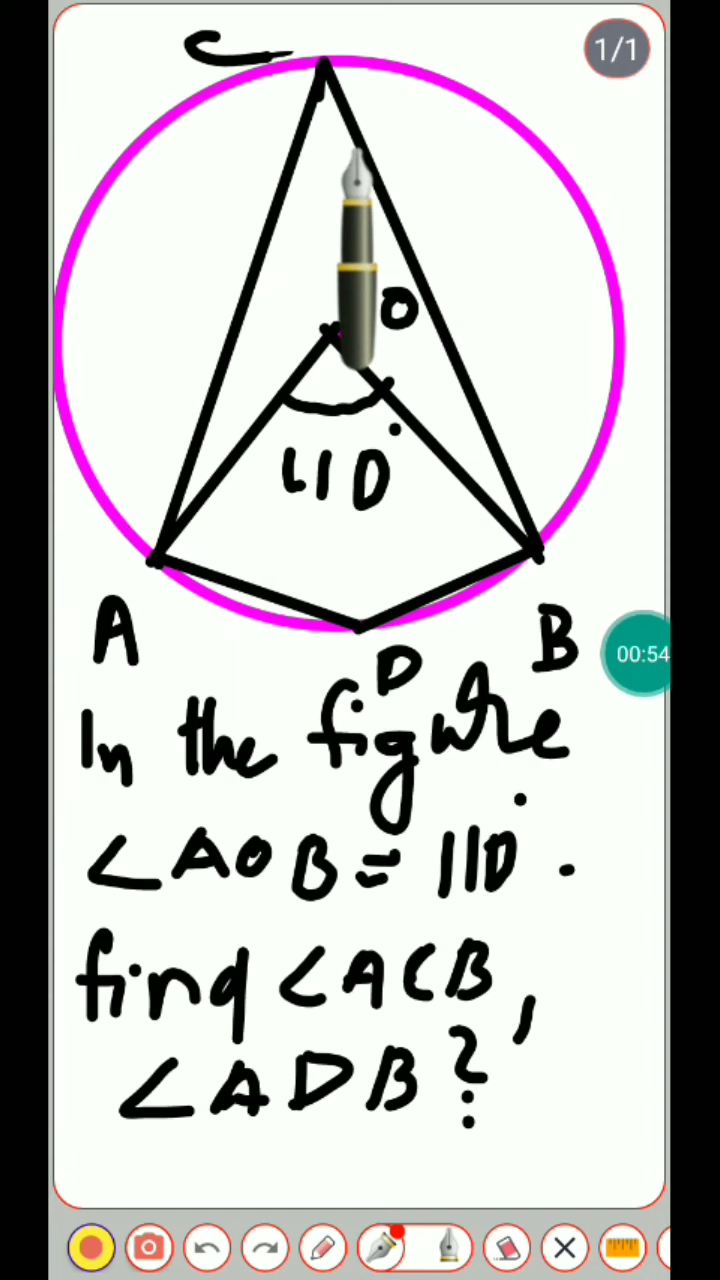 1/1
C
O
110°
A
B
D
00:54
In the figure
∠AOB = 110°.
find ∠ACB,
∠ADB?